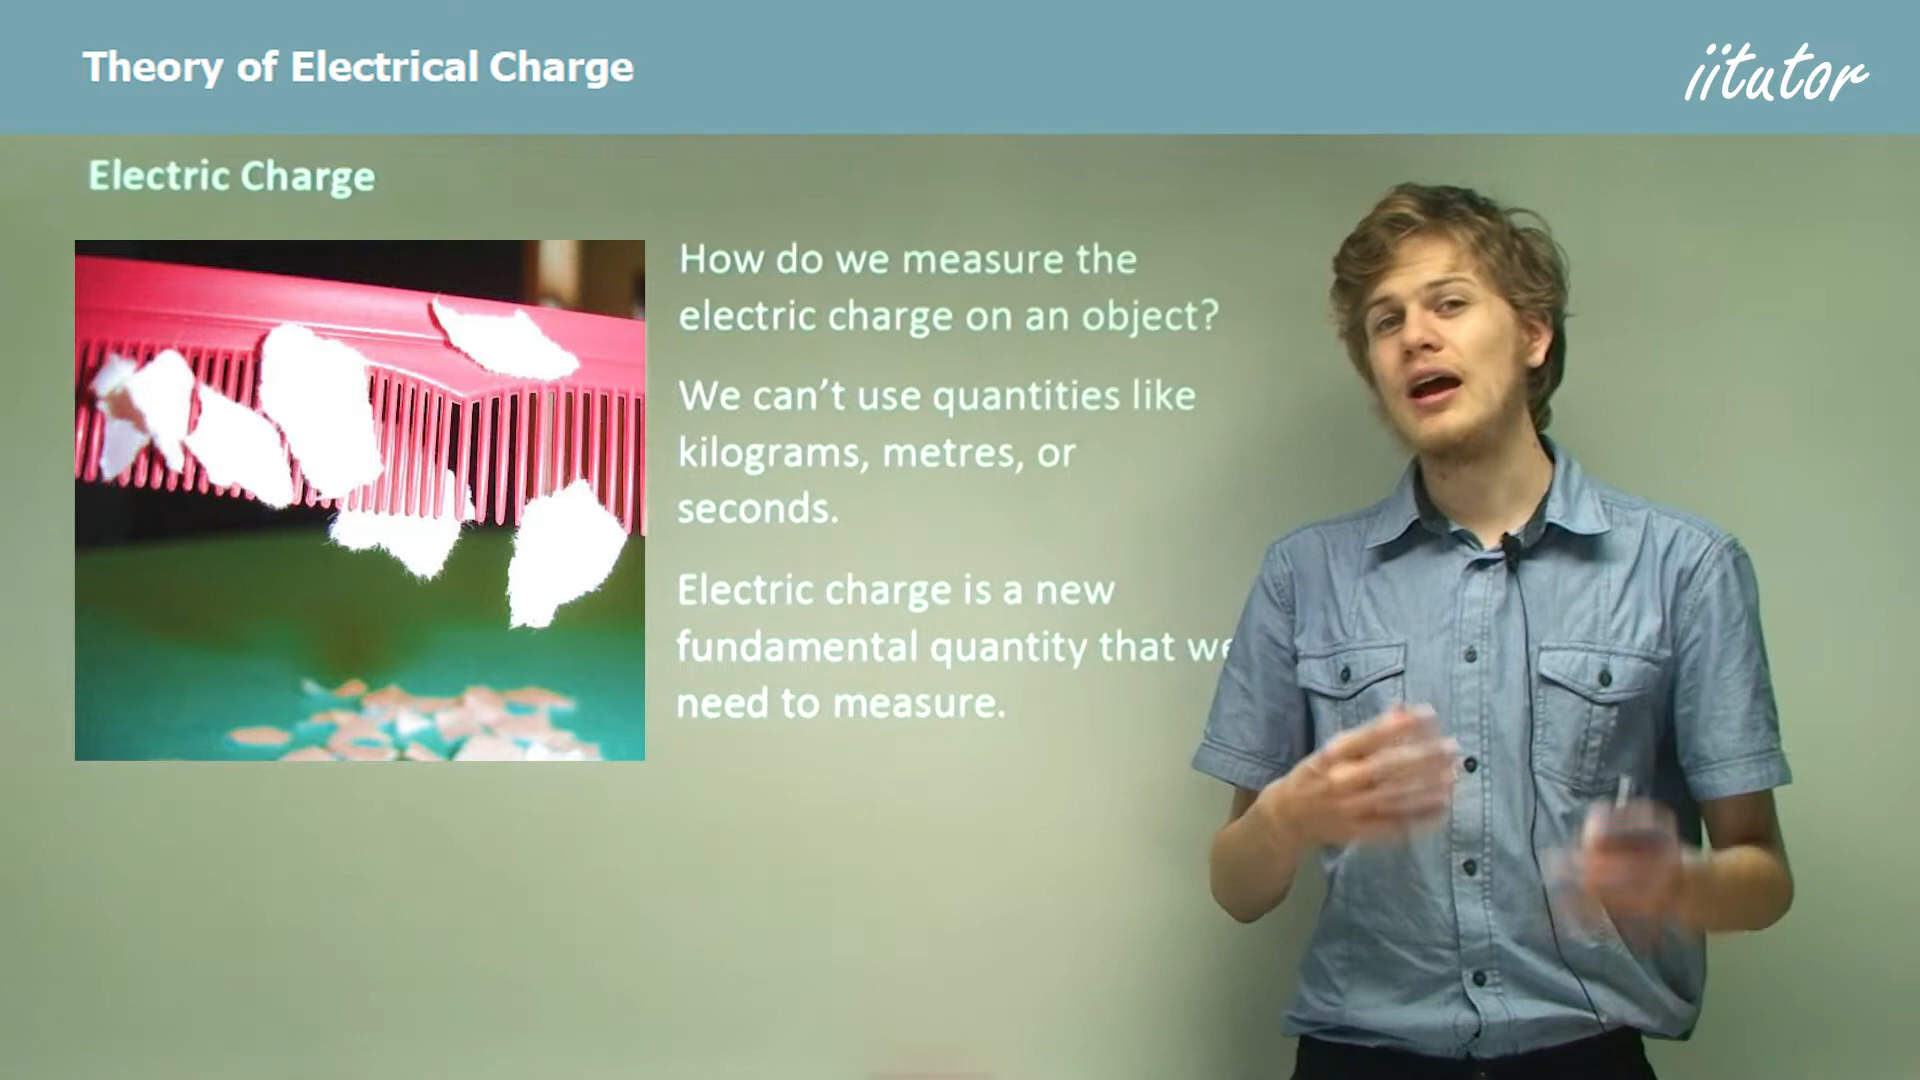 Theory of Electrical Charge
iitutor
Electric Charge
How do we measure the
electric charge on an object?
We can't use quantities like
kilograms, metres, or
seconds.
Electric charge is a new
fundamental quantity that we
need to measure.